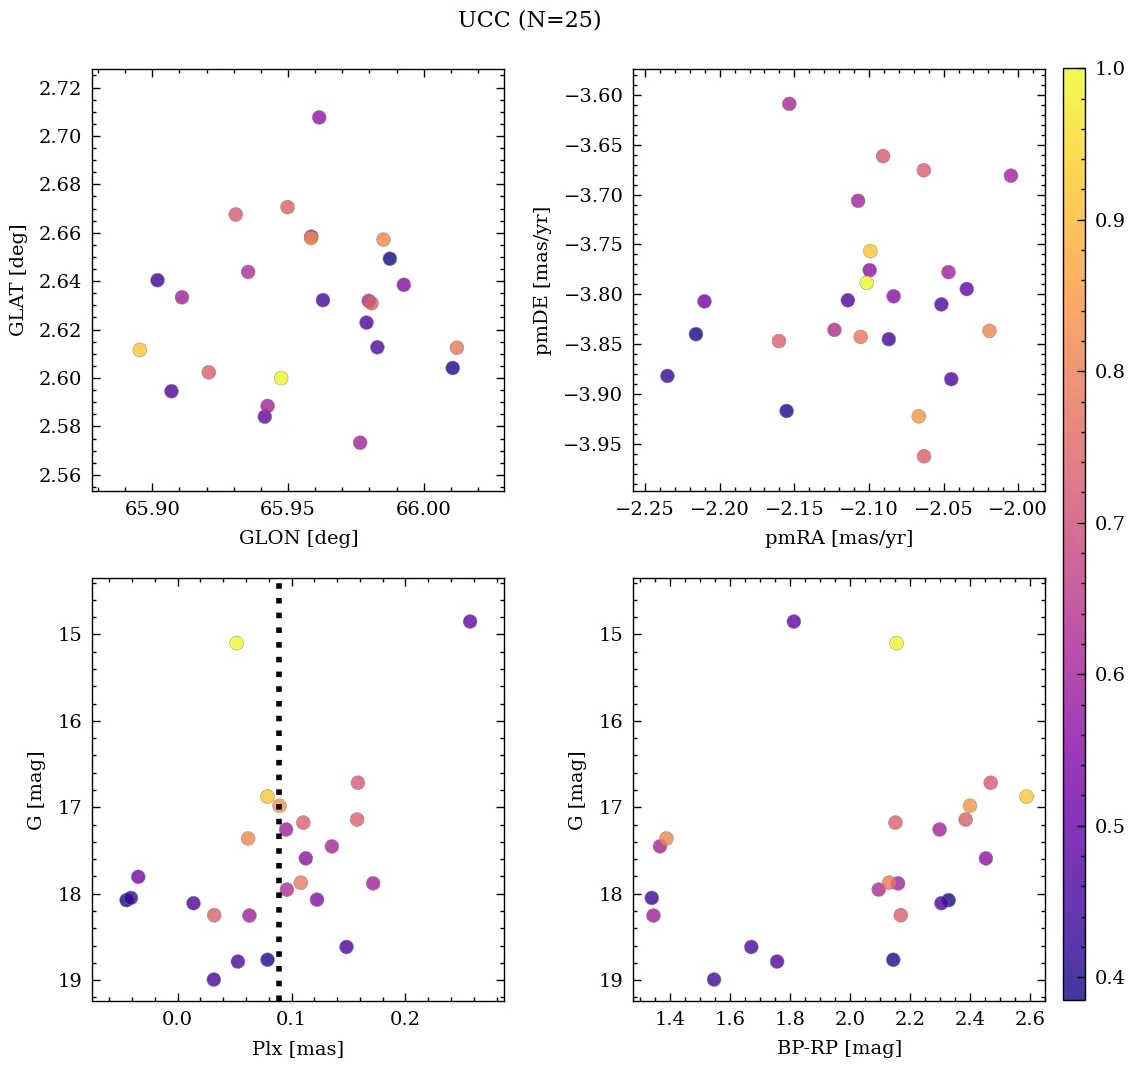 UCC (N=25)
2.72
2.70
2.68
2.66
2.64
2.62
2.60
2.58
2.56
GLAT [deg]
65.90 65.95 66.00
GLON [deg]
−3.60
−3.65
−3.70
−3.75
−3.80
−3.85
−3.90
−3.95
pmDE [mas/yr]
−2.25 −2.20 −2.15 −2.10 −2.05 −2.00
pmRA [mas/yr]
15
16
17
18
19
G [mag]
0.0 0.1 0.2
Plx [mas]
15
16
17
18
19
G [mag]
1.4 1.6 1.8 2.0 2.2 2.4 2.6
BP-RP [mag]
1.0
0.9
0.8
0.7
0.6
0.5
0.4